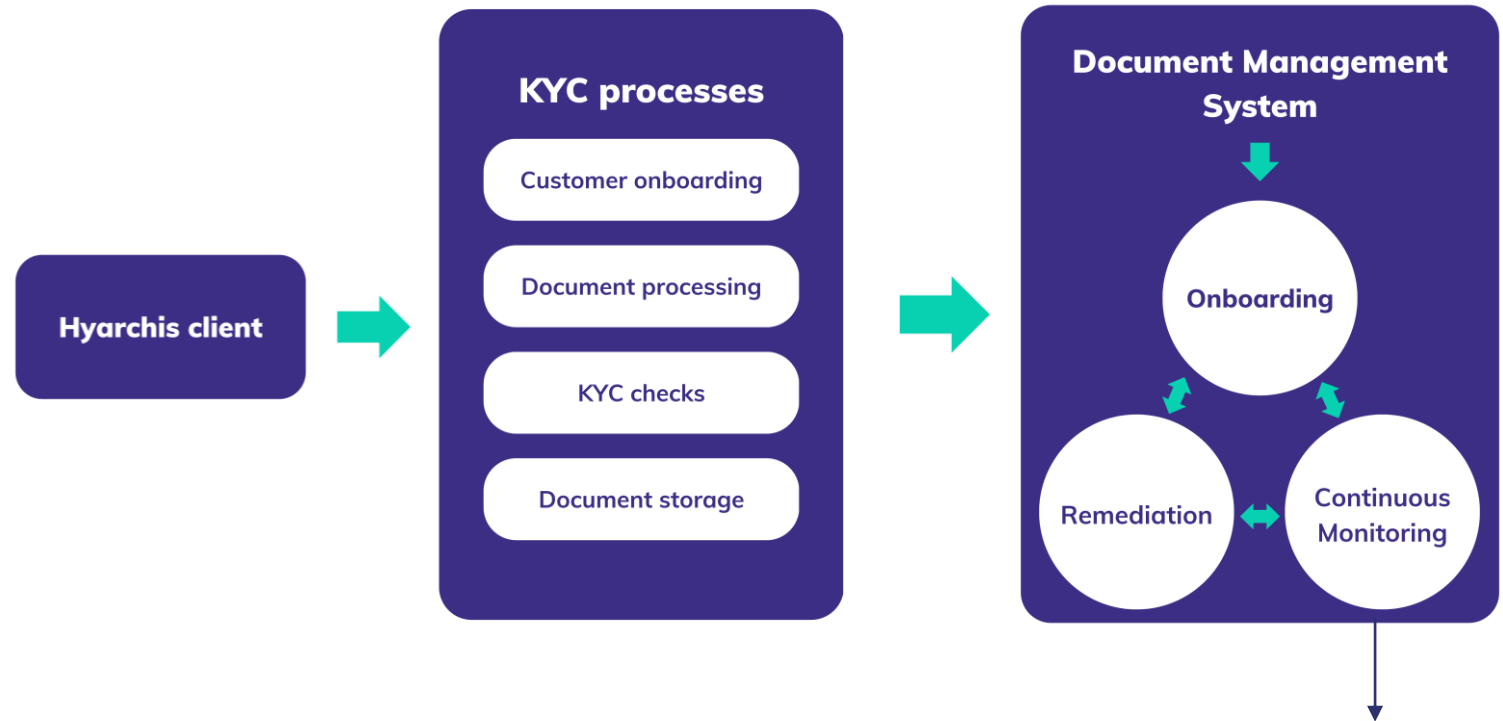 Hyarchis client
KYC processes
Customer onboarding
Document processing
KYC checks
Document storage
Document Management
System
Onboarding
Remediation
Continuous
Monitoring